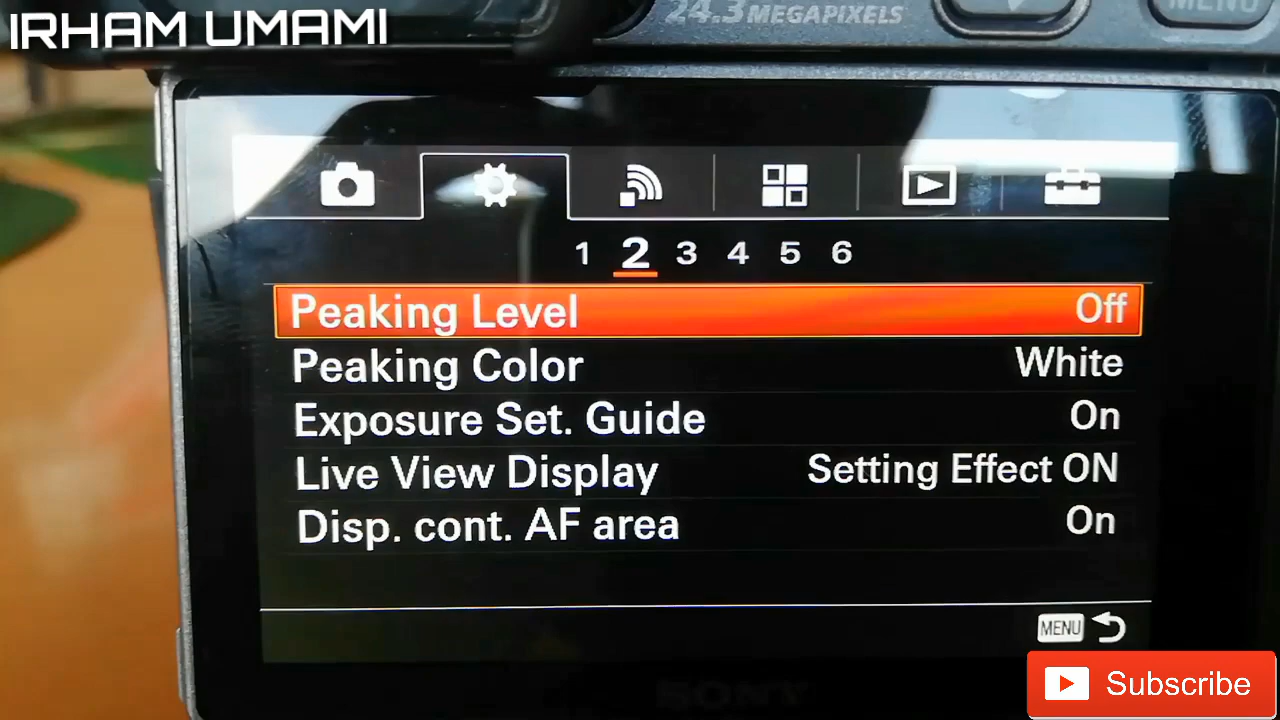 IRHAM UMAMI
24.3 MEGAPIXELS
MENU
1 2 3 4 5 6
Peaking Level Off
Peaking Color White
Exposure Set. Guide On
Live View Display Setting Effect ON
Disp. cont. AF area On
MENU
SONY
Subscribe